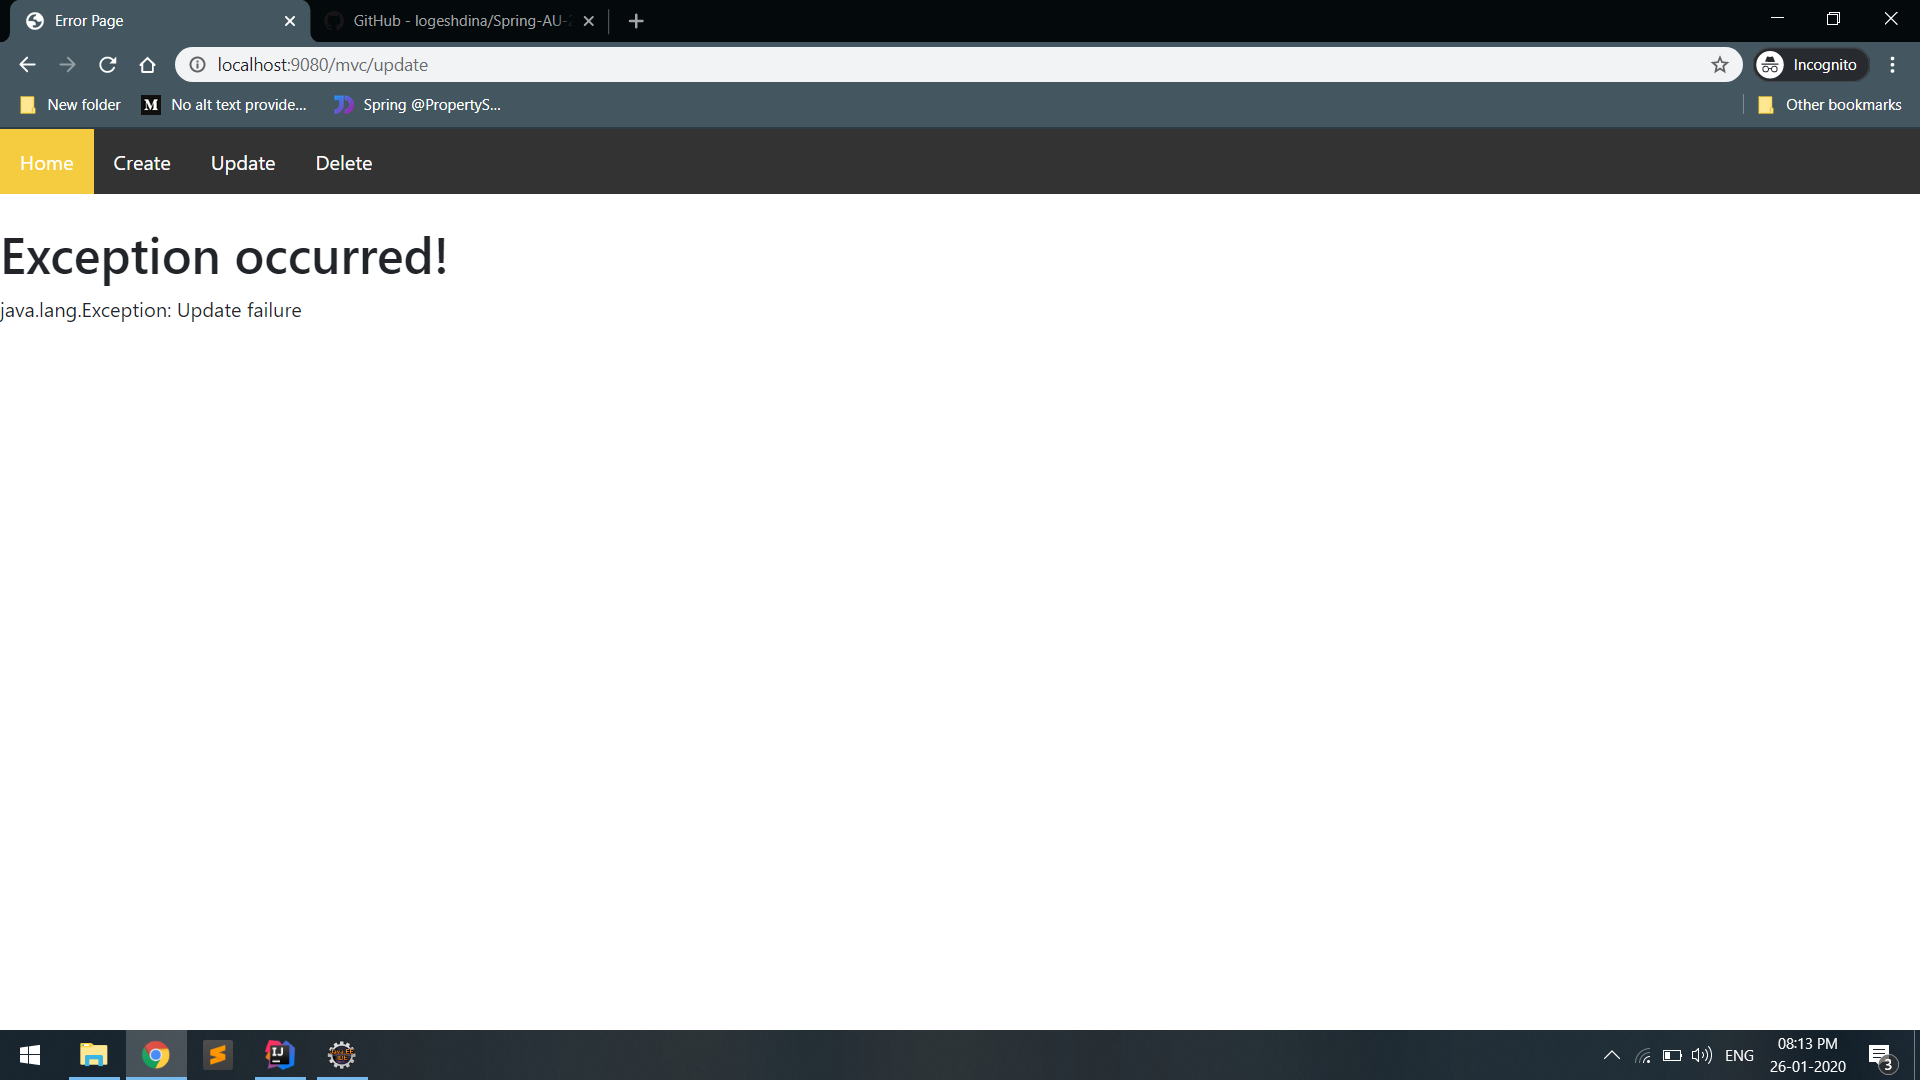 Error Page
GitHub - logeshdina/Spring-AU-
localhost:9080/mvc/update
Incognito
New folder
M No alt text provide...
Spring @PropertyS...
Other bookmarks
Home Create Update Delete
Exception occurred!
java.lang.Exception: Update failure
IJ
ENG
08:13 PM
26-01-2020
3